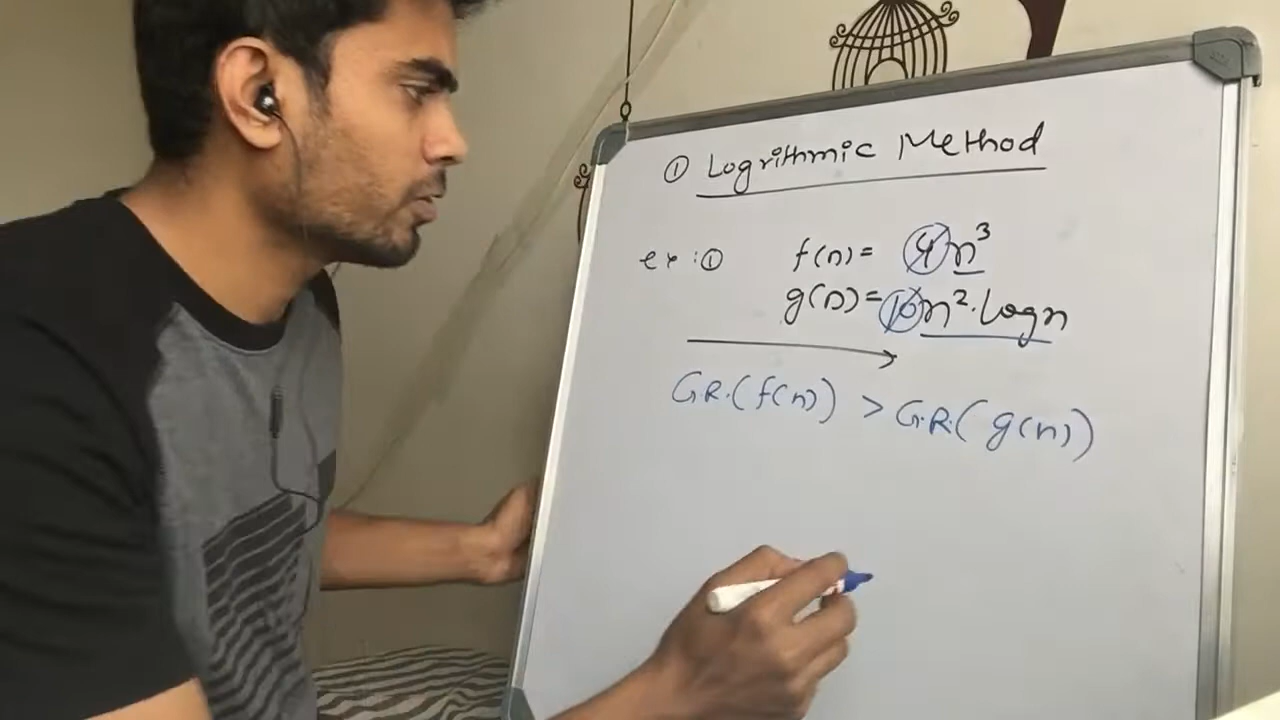 ① Logrithmic Method
ex :① f(n) = 4n³
g(n) = 10n².logn
G.R.(f(n)) > G.R.(g(n))